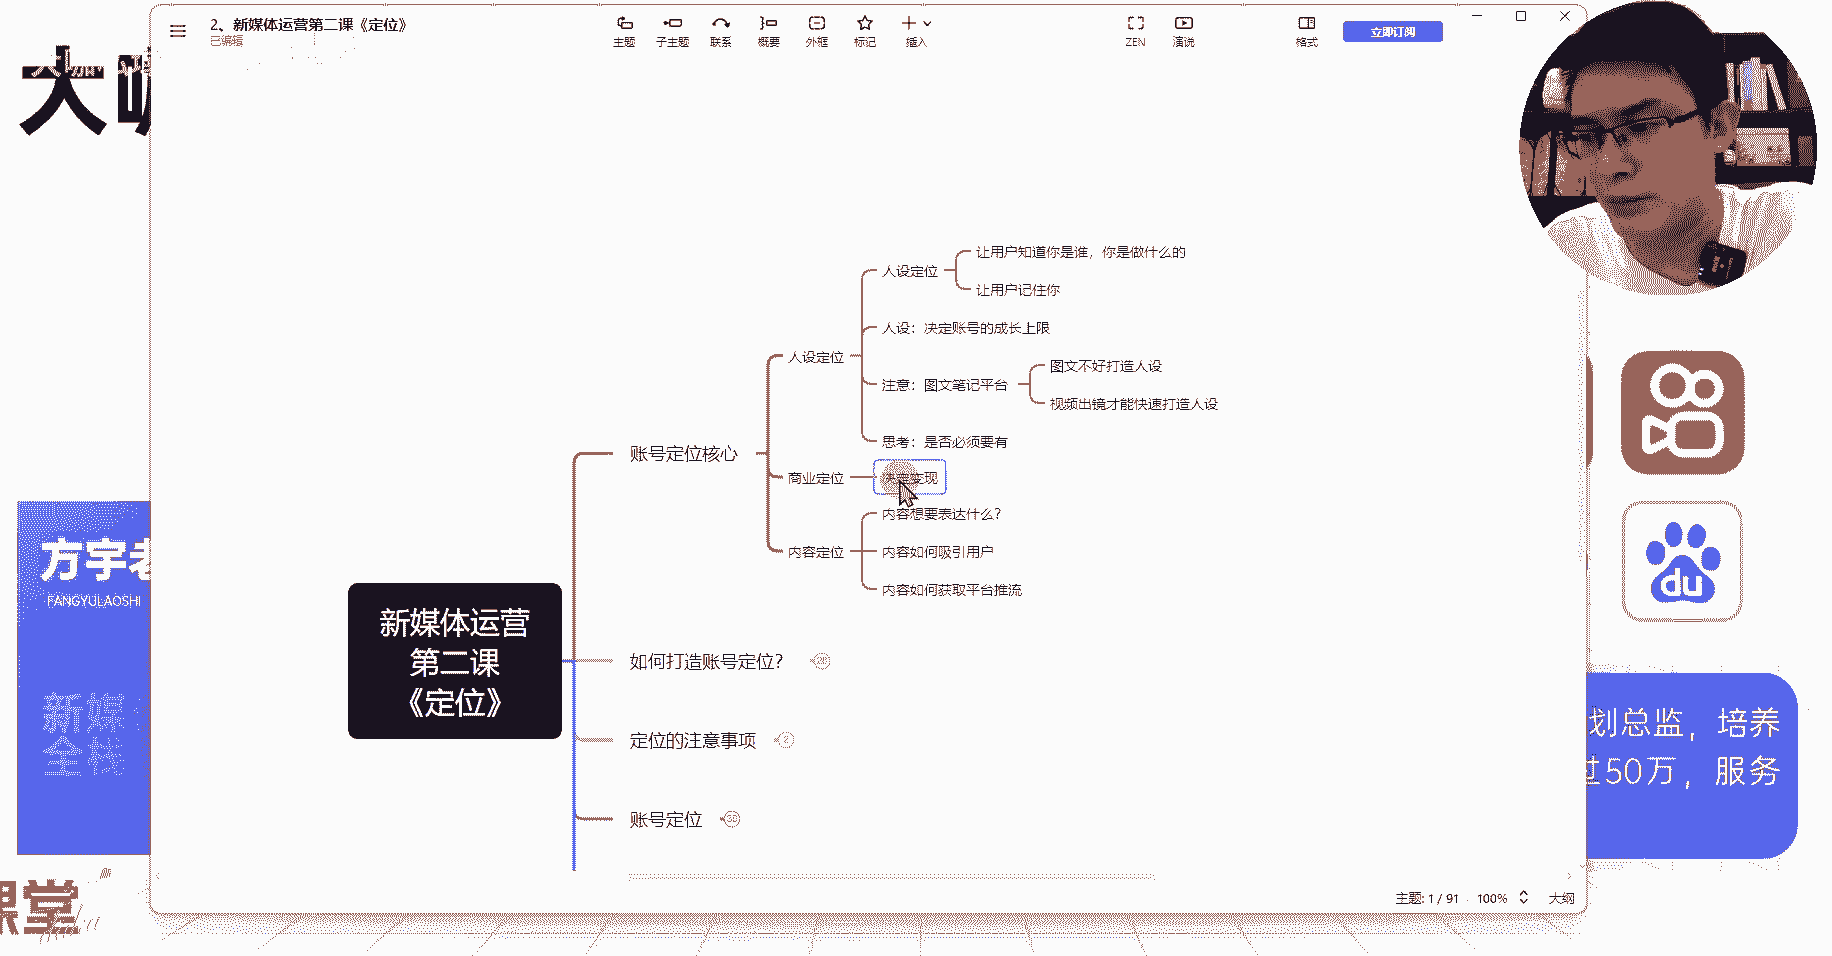 2、新媒体运营第二课《定位》
已编辑
主题
子主题
联系
概要
外框
标记
插入
ZEN
演说
格式
立即订阅
大
让用户知道你是谁，你是做什么的
人设定位
让用户记住你
人设：决定账号的成长上限
人设定位
图文不好打造人设
注意：图文笔记平台
视频出镜才能快速打造人设
思考：是否必须要有
账号定位核心
商业定位
决定变现
内容想要表达什么？
内容定位
内容如何吸引用户
内容如何获取平台推流
新媒体运营
第二课
《定位》
如何打造账号定位？
定位的注意事项
2
账号定位
方宇老
FANGYULAOSHI
新媒
全栈
du
划总监，培养
过50万，服务
课堂
主题: 1 / 91 · 100%
大纲